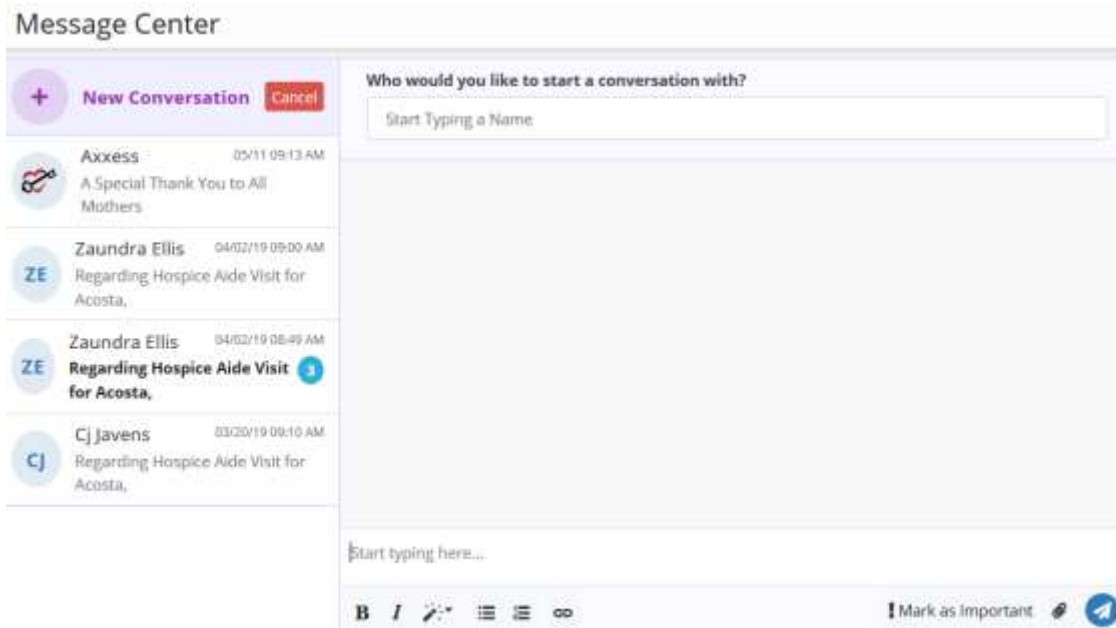 Message Center
New Conversation Cancel
Axxess 05/11 09:13 AM
A Special Thank You to All
Mothers
ZE Zaundra Ellis 04/02/19 09:00 AM
Regarding Hospice Aide Visit for
Acosta,
ZE Zaundra Ellis 04/02/19 08:49 AM
Regarding Hospice Aide Visit 3
for Acosta,
CJ Cj Javens 03/20/19 09:10 AM
Regarding Hospice Aide Visit for
Acosta,
Who would you like to start a conversation with?
Start Typing a Name
Start typing here...
B I ! Mark as Important